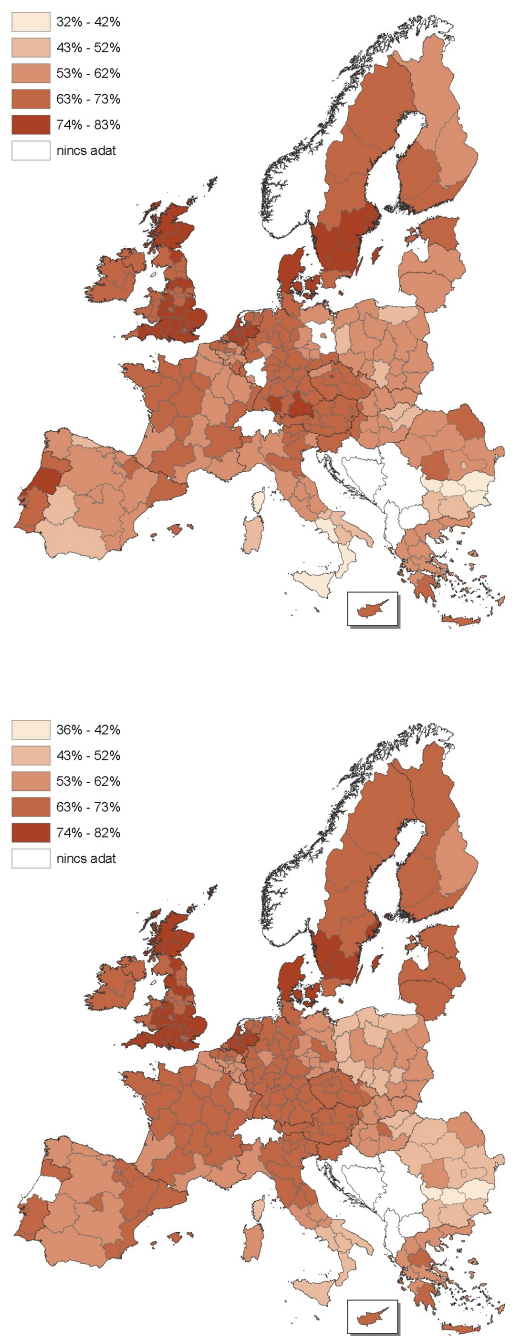 32% - 42%
43% - 52%
53% - 62%
63% - 73%
74% - 83%
nincs adat
36% - 42%
43% - 52%
53% - 62%
63% - 73%
74% - 82%
nincs adat